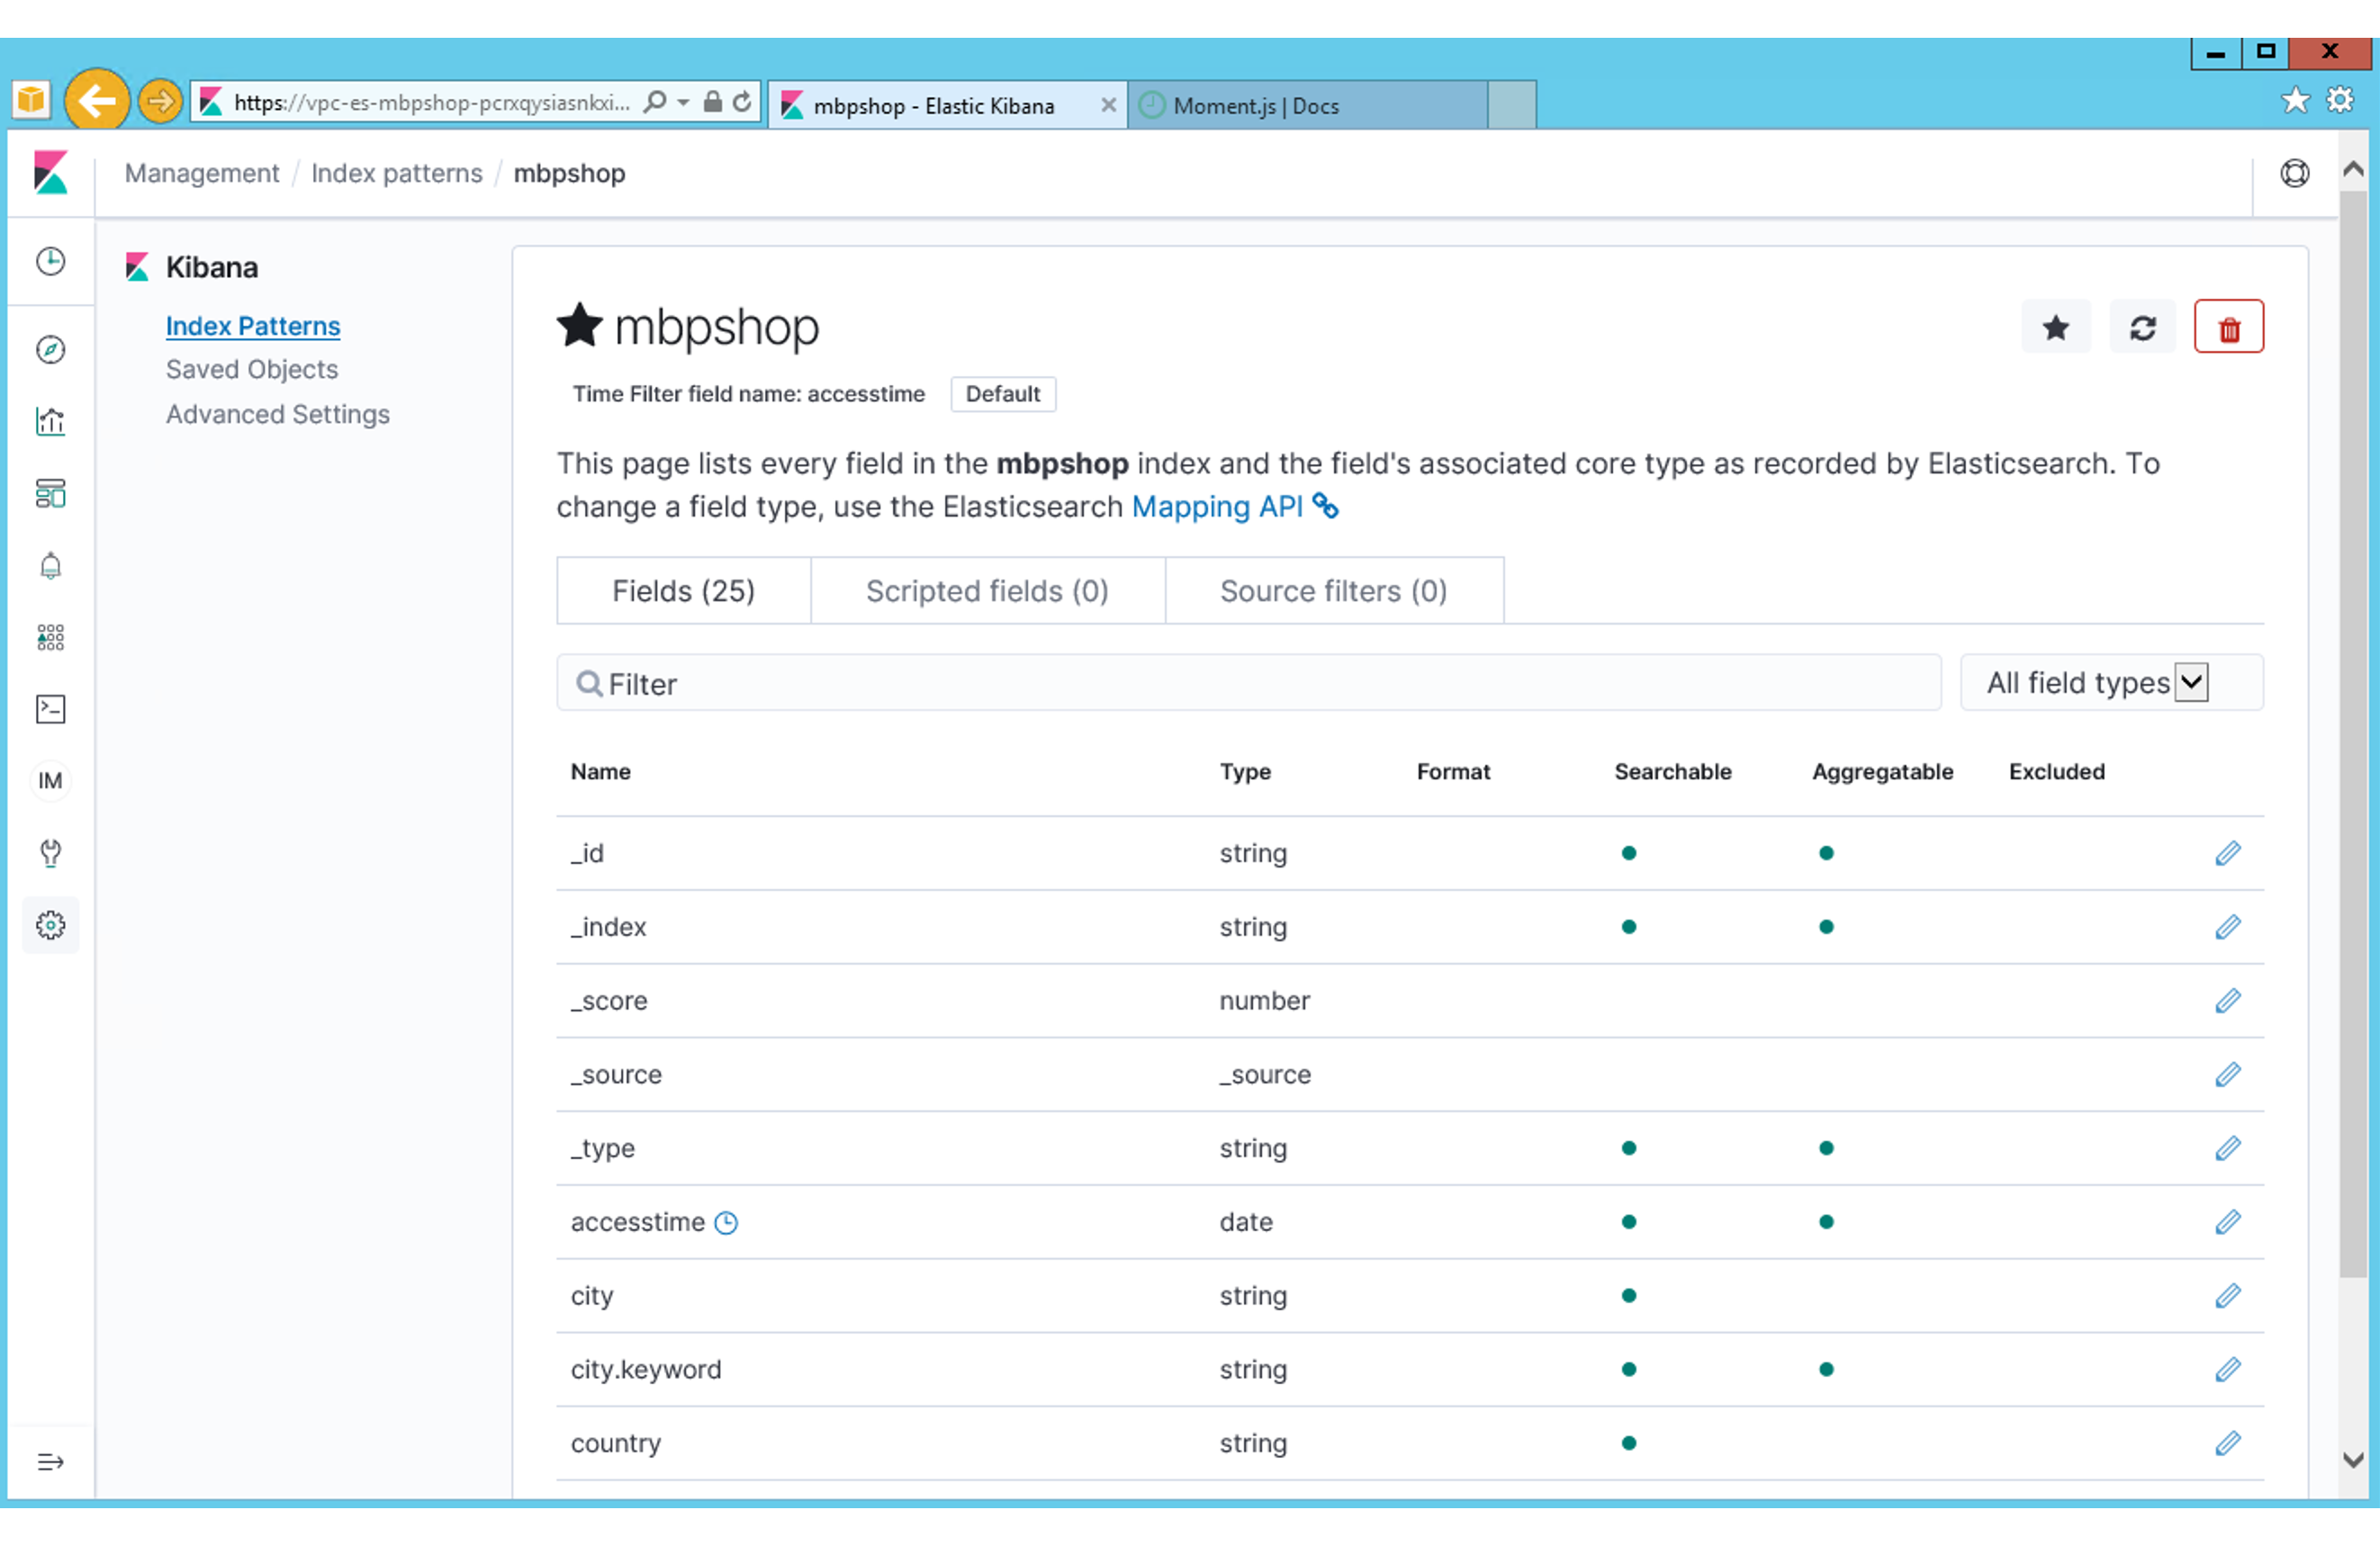 https://vpc-es-mbpshop-pcrxqysiasnkxi...
mbpshop - Elastic Kibana
Moment.js | Docs
Management / Index patterns / mbpshop
Kibana
Index Patterns
Saved Objects
Advanced Settings
IM
mbpshop
Time Filter field name: accesstime Default
This page lists every field in the mbpshop index and the field's associated core type as recorded by Elasticsearch. To
change a field type, use the Elasticsearch Mapping API
Fields (25) Scripted fields (0) Source filters (0)
Filter All field types
Name Type Format Searchable Aggregatable Excluded
_id string
_index string
_score number
_source _source
_type string
accesstime date
city string
city.keyword string
country string